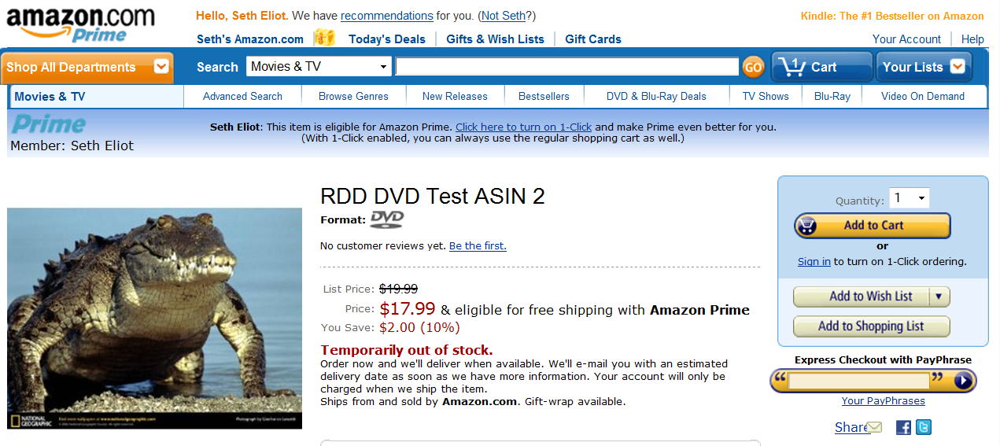 amazon.com
Prime
Hello, Seth Eliot. We have recommendations for you. (Not Seth?)
Kindle: The #1 Bestseller on Amazon
Seth's Amazon.com Today's Deals Gifts & Wish Lists Gift Cards
Your Account Help
Shop All Departments
Search Movies & TV GO 1 Cart Your Lists
Movies & TV Advanced Search Browse Genres New Releases Bestsellers DVD & Blu-Ray Deals TV Shows Blu-Ray Video On Demand
Prime
Member: Seth Eliot
Seth Eliot: This item is eligible for Amazon Prime. Click here to turn on 1-Click and make Prime even better for you.
(With 1-Click enabled, you can always use the regular shopping cart as well.)
NATIONAL
GEOGRAPHIC
RDD DVD Test ASIN 2
Format: DVD
No customer reviews yet. Be the first.
List Price: $19.99
Price: $17.99 & eligible for free shipping with Amazon Prime
You Save: $2.00 (10%)
Temporarily out of stock.
Order now and we'll deliver when available. We'll e-mail you with an estimated
delivery date as soon as we have more information. Your account will only be
charged when we ship the item.
Ships from and sold by Amazon.com. Gift-wrap available.
Quantity: 1
Add to Cart
or
Sign in to turn on 1-Click ordering.
Add to Wish List
Add to Shopping List
Express Checkout with PayPhrase
“ ”
Your PayPhrases
Share